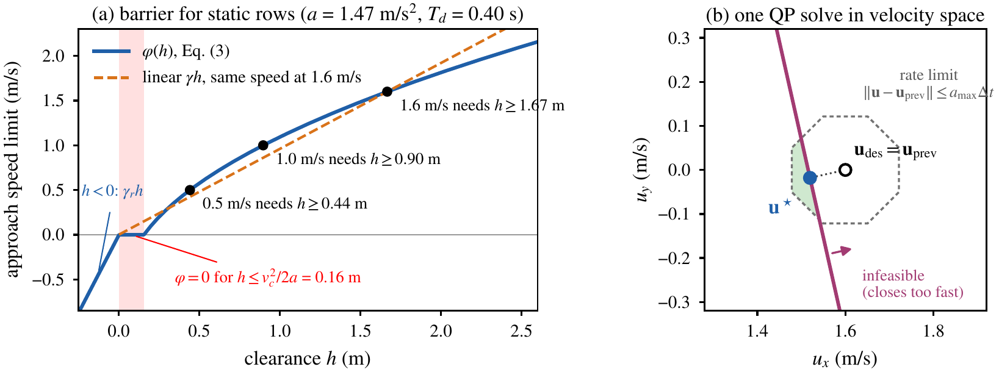 (a) barrier for static rows (a = 1.47 m/s², T_d = 0.40 s)
approach speed limit (m/s)
2.0
1.5
1.0
0.5
0.0
−0.5
φ(h), Eq. (3)
linear γh, same speed at 1.6 m/s
1.6 m/s needs h ≥ 1.67 m
1.0 m/s needs h ≥ 0.90 m
0.5 m/s needs h ≥ 0.44 m
h < 0: γ_r h
φ = 0 for h ≤ v_c²/2a = 0.16 m
0.0
0.5
1.0
1.5
2.0
2.5
clearance h (m)
(b) one QP solve in velocity space
u_y (m/s)
0.3
0.2
0.1
0.0
−0.1
−0.2
−0.3
rate limit
‖u − u_prev‖ ≤ a_max Δt
u_des = u_prev
u⋆
infeasible
(closes too fast)
1.4
1.6
1.8
u_x (m/s)